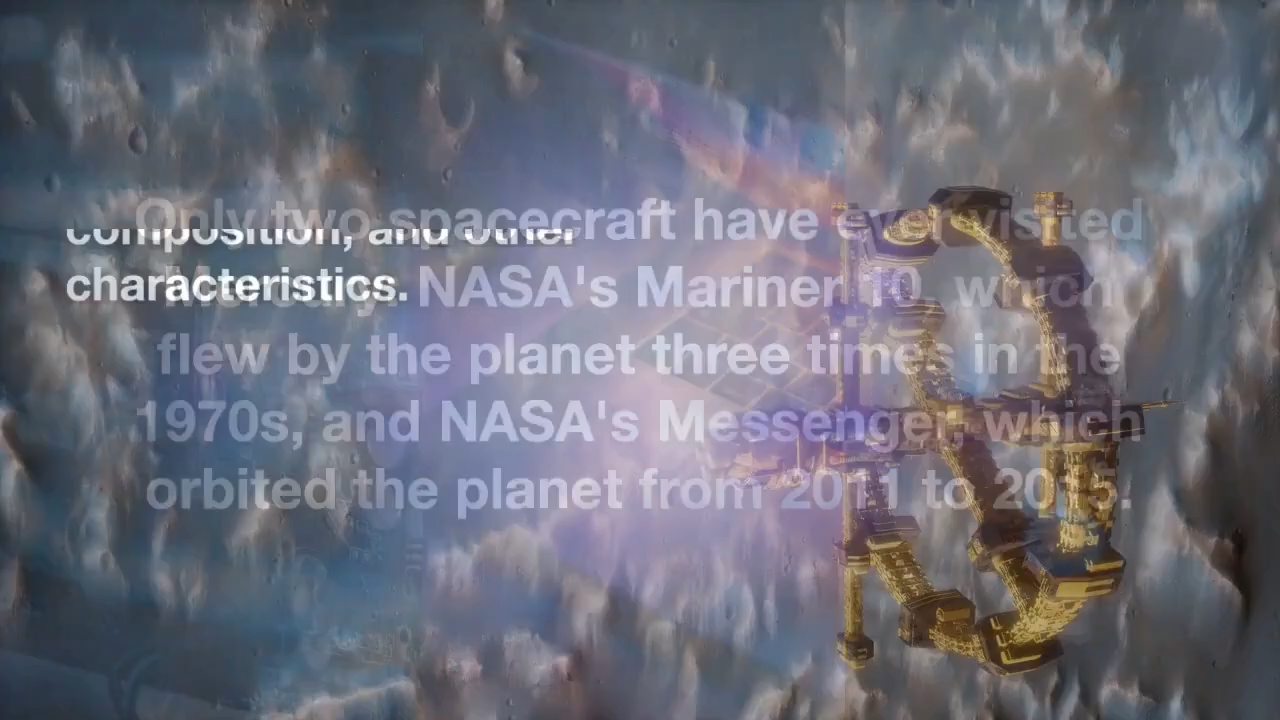 Only two spacecraft have ever visited
NASA's Mariner 10, which
flew by the planet three times in the
1970s, and NASA's Messenger, which
orbited the planet from 2011 to 2015.
composition, and other
characteristics.